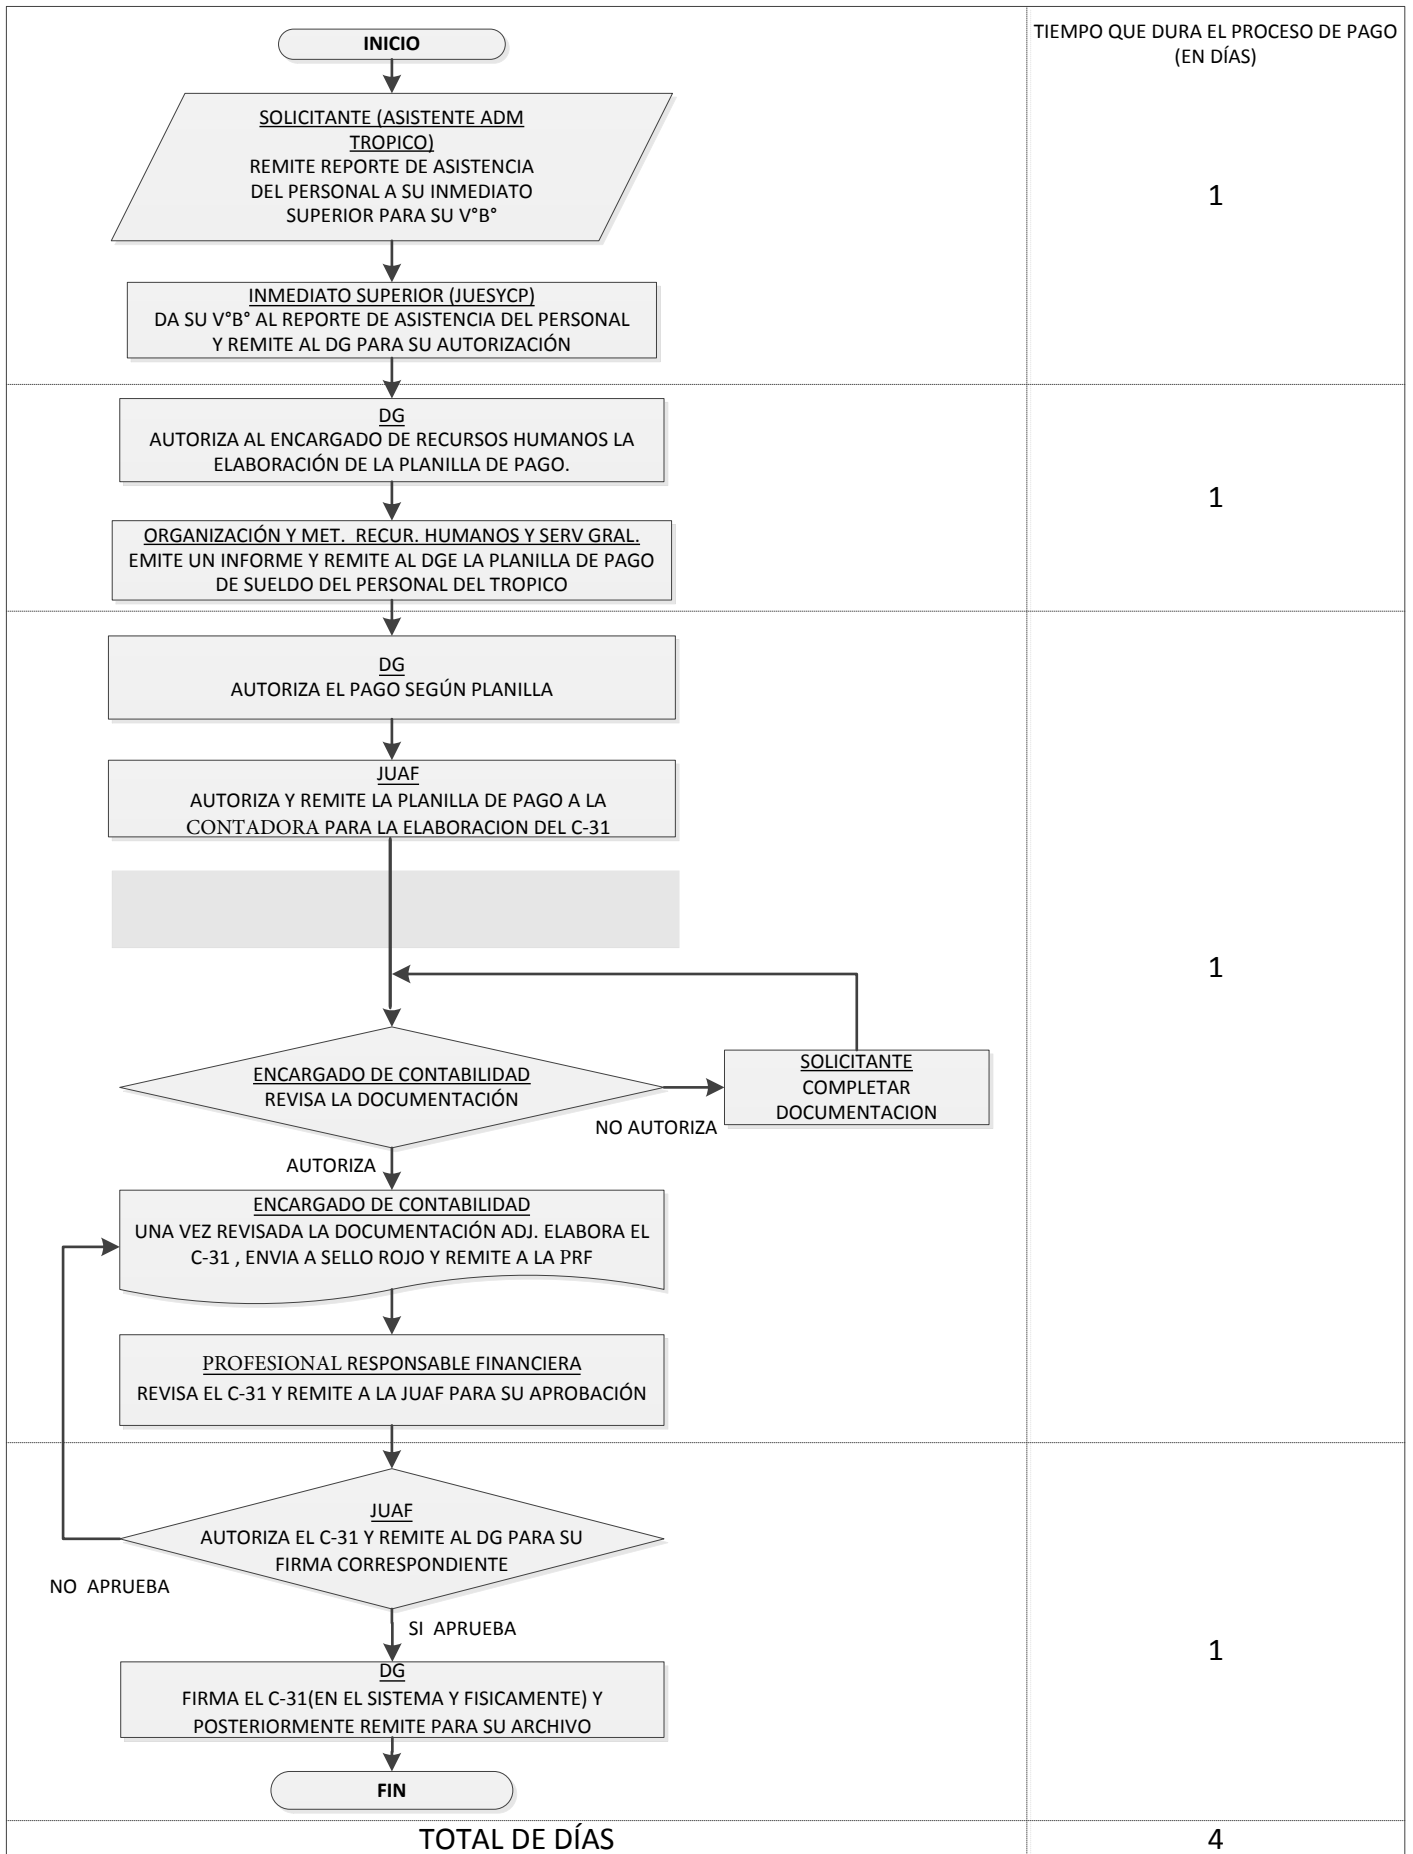 INICIO
TIEMPO QUE DURA EL PROCESO DE PAGO
(EN DÍAS)
SOLICITANTE (ASISTENTE ADM
TROPICO)
REMITE REPORTE DE ASISTENCIA
DEL PERSONAL A SU INMEDIATO
SUPERIOR PARA SU V°B°
1
INMEDIATO SUPERIOR (JUESYCP)
DA SU V°B° AL REPORTE DE ASISTENCIA DEL PERSONAL
Y REMITE AL DG PARA SU AUTORIZACIÓN
DG
AUTORIZA AL ENCARGADO DE RECURSOS HUMANOS LA
ELABORACIÓN DE LA PLANILLA DE PAGO.
1
ORGANIZACIÓN Y MET. RECUR. HUMANOS Y SERV GRAL.
EMITE UN INFORME Y REMITE AL DGE LA PLANILLA DE PAGO
DE SUELDO DEL PERSONAL DEL TROPICO
DG
AUTORIZA EL PAGO SEGÚN PLANILLA
JUAF
AUTORIZA Y REMITE LA PLANILLA DE PAGO A LA
CONTADORA PARA LA ELABORACION DEL C-31
1
ENCARGADO DE CONTABILIDAD
REVISA LA DOCUMENTACIÓN
SOLICITANTE
COMPLETAR
DOCUMENTACION
NO AUTORIZA
AUTORIZA
ENCARGADO DE CONTABILIDAD
UNA VEZ REVISADA LA DOCUMENTACIÓN ADJ. ELABORA EL
C-31 , ENVIA A SELLO ROJO Y REMITE A LA PRF
PROFESIONAL RESPONSABLE FINANCIERA
REVISA EL C-31 Y REMITE A LA JUAF PARA SU APROBACIÓN
JUAF
AUTORIZA EL C-31 Y REMITE AL DG PARA SU
FIRMA CORRESPONDIENTE
NO APRUEBA
SI APRUEBA
1
DG
FIRMA EL C-31(EN EL SISTEMA Y FISICAMENTE) Y
POSTERIORMENTE REMITE PARA SU ARCHIVO
FIN
TOTAL DE DÍAS
4